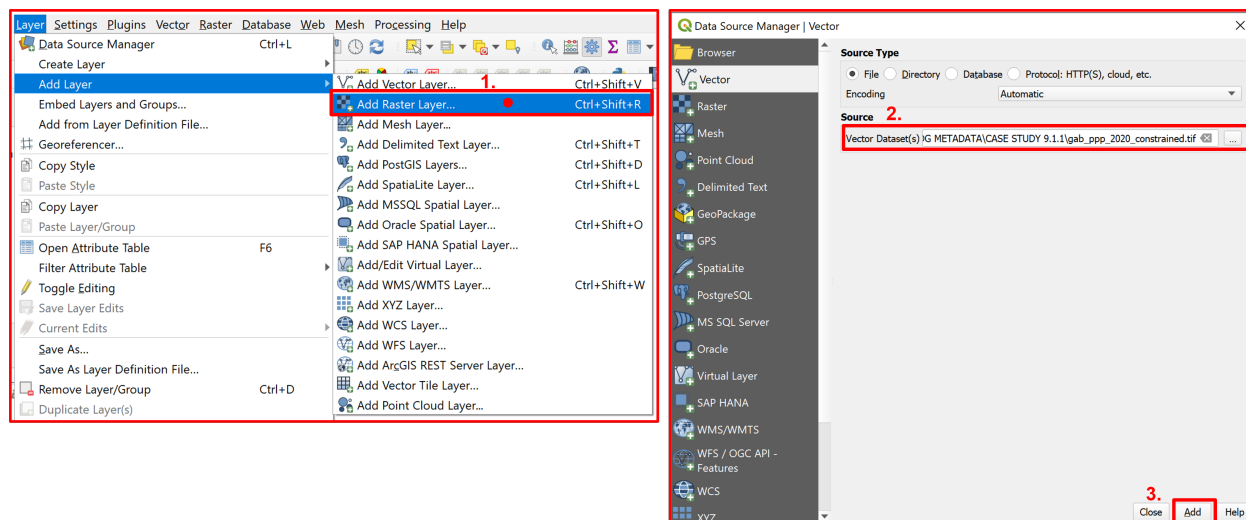 Layer Settings Plugins Vector Raster Database Web Mesh Processing Help
Data Source Manager Ctrl+L
Create Layer
Add Layer
Embed Layers and Groups...
Add from Layer Definition File...
Georeferencer...
Copy Style
Paste Style
Copy Layer
Paste Layer/Group
Open Attribute Table F6
Filter Attribute Table
Toggle Editing
Save Layer Edits
Current Edits
Save As...
Save As Layer Definition File...
Remove Layer/Group Ctrl+D
Duplicate Layer(s)
1.
Add Vector Layer... Ctrl+Shift+V
Add Raster Layer... Ctrl+Shift+R
Add Mesh Layer...
Add Delimited Text Layer... Ctrl+Shift+T
Add PostGIS Layers... Ctrl+Shift+D
Add SpatiaLite Layer... Ctrl+Shift+L
Add MSSQL Spatial Layer...
Add Oracle Spatial Layer... Ctrl+Shift+O
Add SAP HANA Spatial Layer...
Add/Edit Virtual Layer...
Add WMS/WMTS Layer... Ctrl+Shift+W
Add XYZ Layer...
Add WCS Layer...
Add WFS Layer...
Add ArcGIS REST Server Layer...
Add Vector Tile Layer...
Add Point Cloud Layer...
Data Source Manager | Vector
Browser
Vector
Raster
Mesh
Point Cloud
Delimited Text
GeoPackage
GPS
SpatiaLite
PostgreSQL
MS SQL Server
Oracle
Virtual Layer
SAP HANA
WMS/WMTS
WFS / OGC API -
Features
WCS
XYZ
Source Type
File Directory Database Protocol: HTTP(S), cloud, etc.
Encoding Automatic
Source 2.
Vector Dataset(s) OG METADATA\CASE STUDY 9.1.1\gab_ppp_2020_constrained.tif ...
3.
Close Add Help